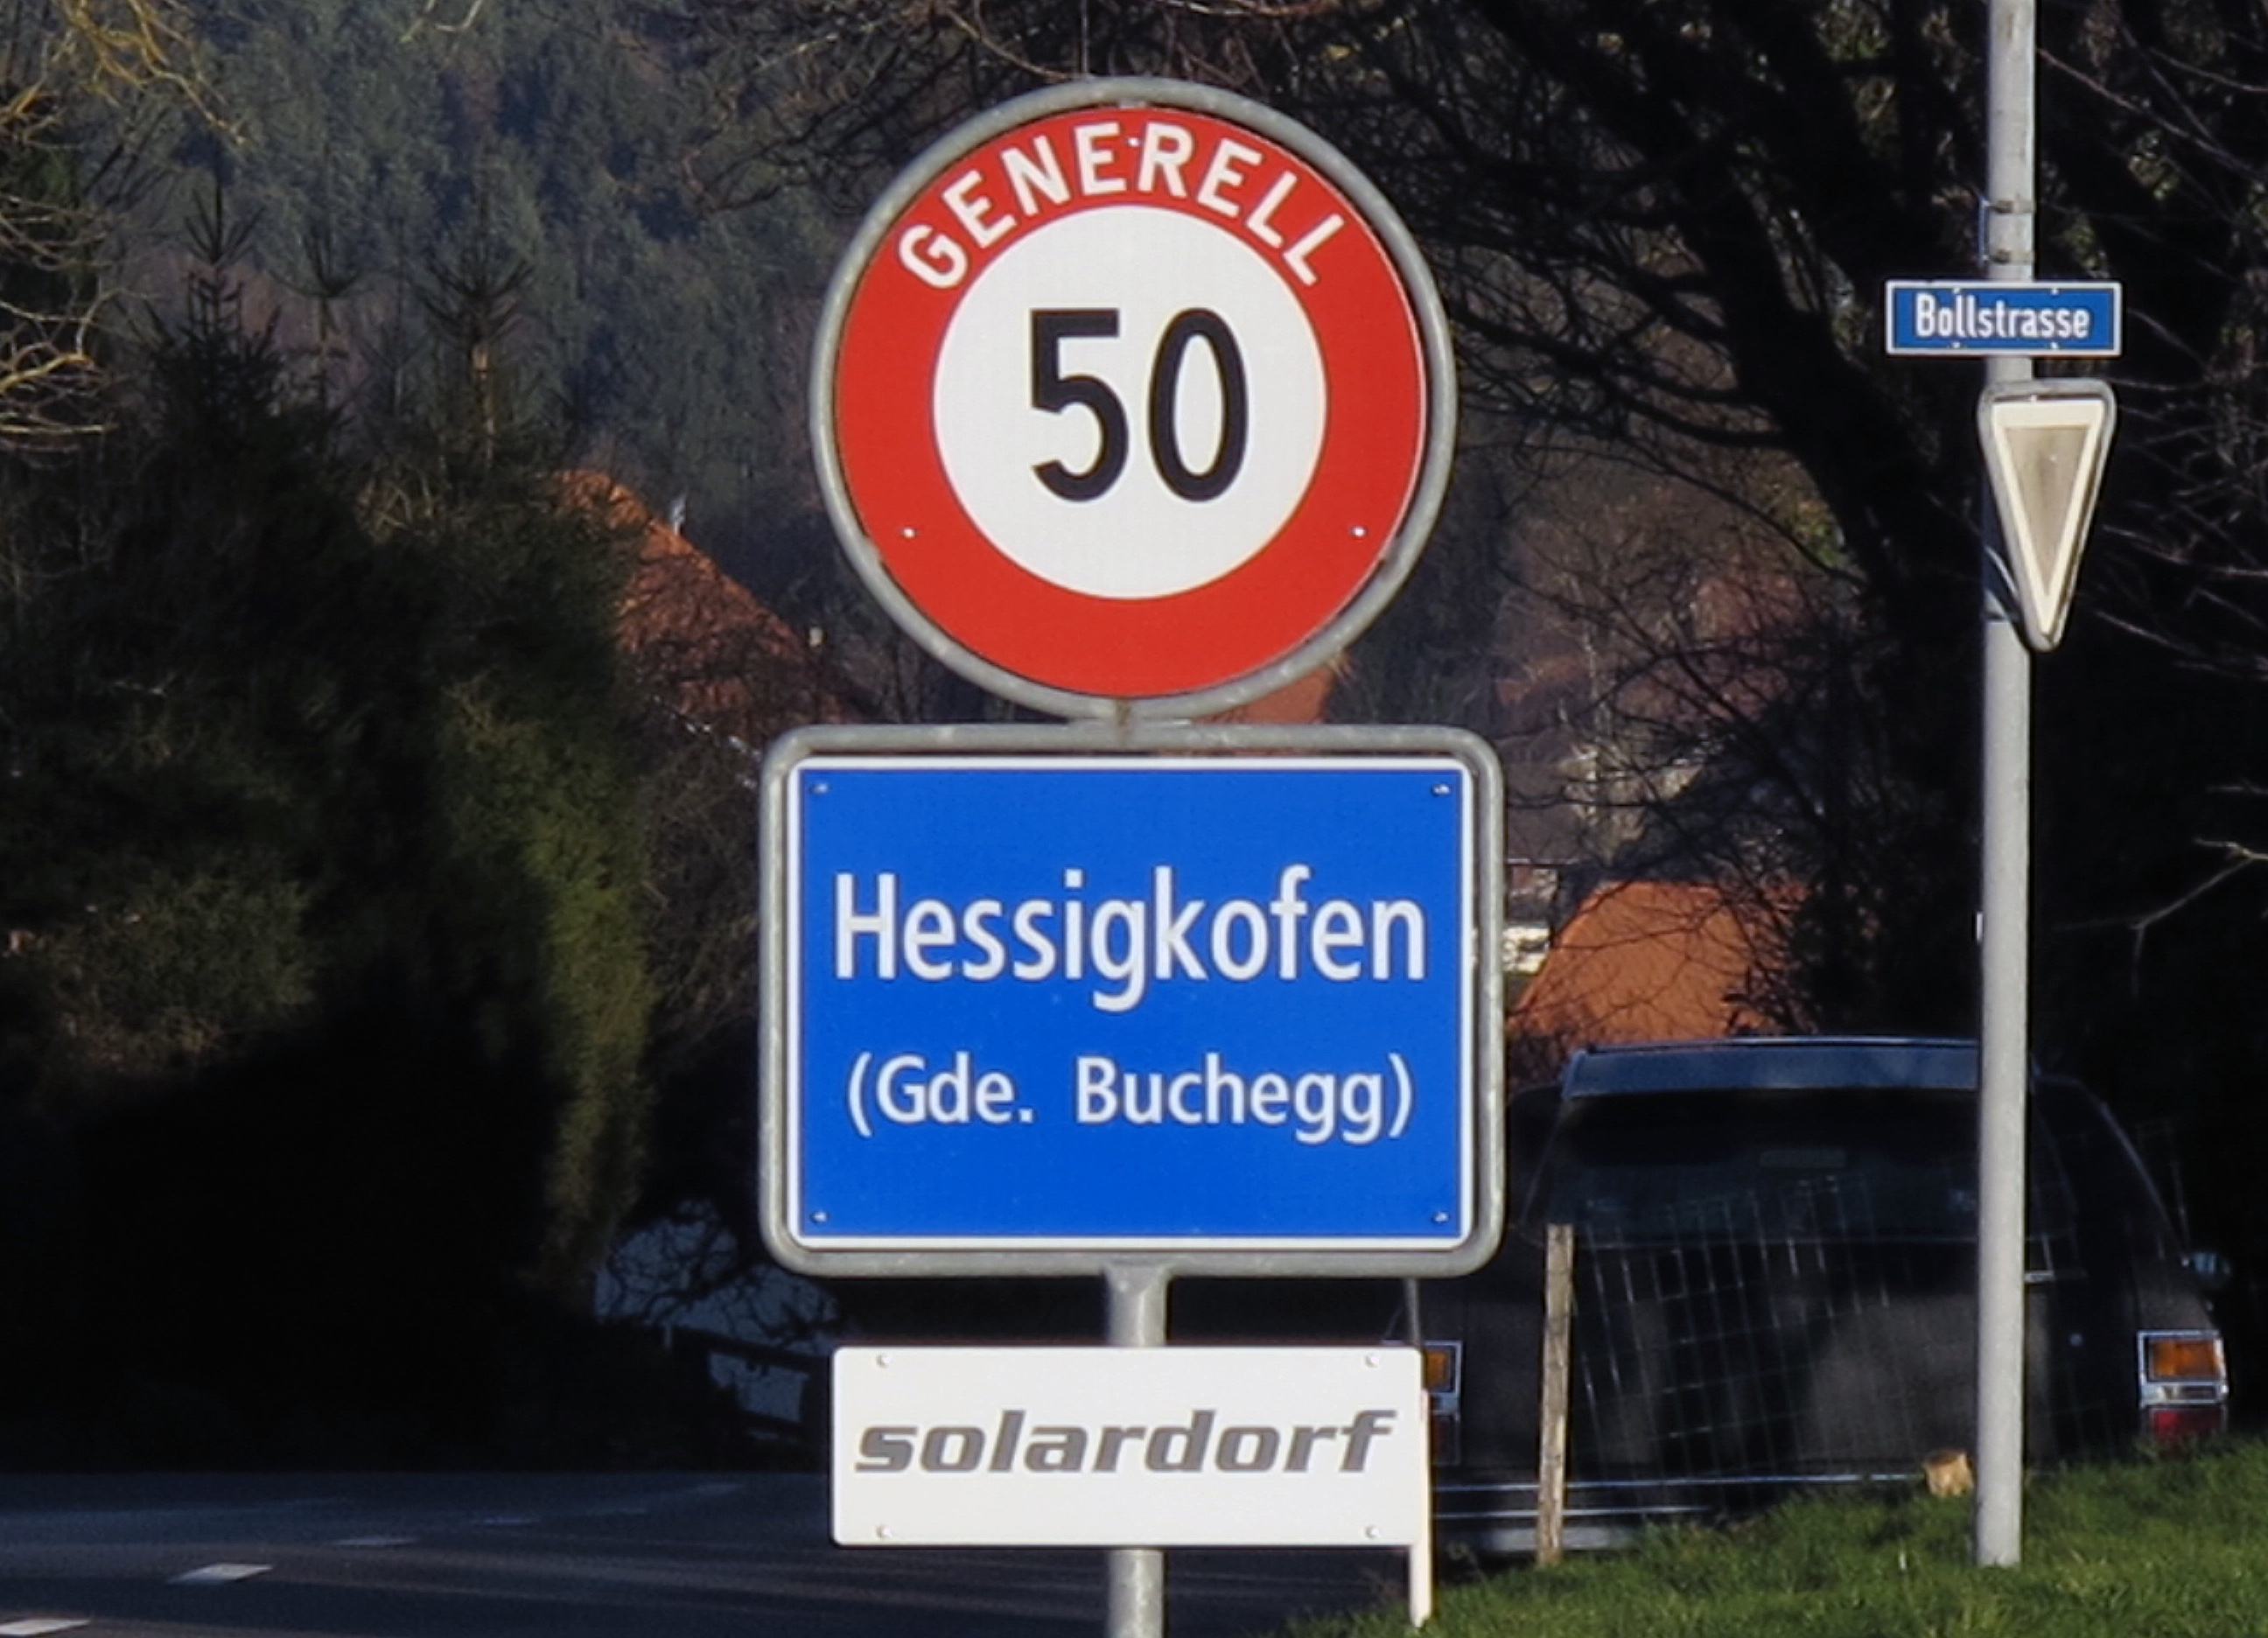 GENERELL
50
Bollstrasse
Hessigkofen
(Gde. Buchegg)
solardorf